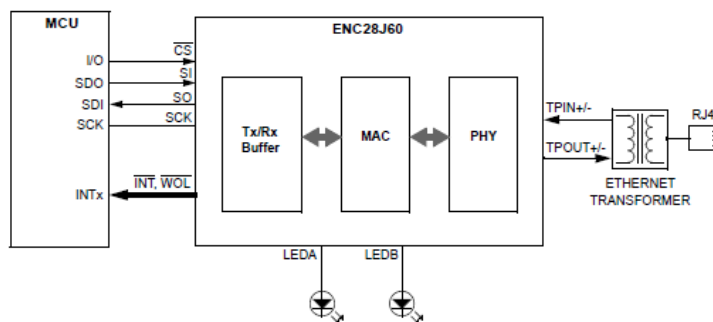 MCU
ENC28J60
I/O
CS
SDO
SI
SDI
SO
SCK
SCK
INTx
INT, WOL
Tx/Rx
Buffer
MAC
PHY
TPIN+/-
TPOUT+/-
RJ4
ETHERNET
TRANSFORMER
LEDA
LEDB